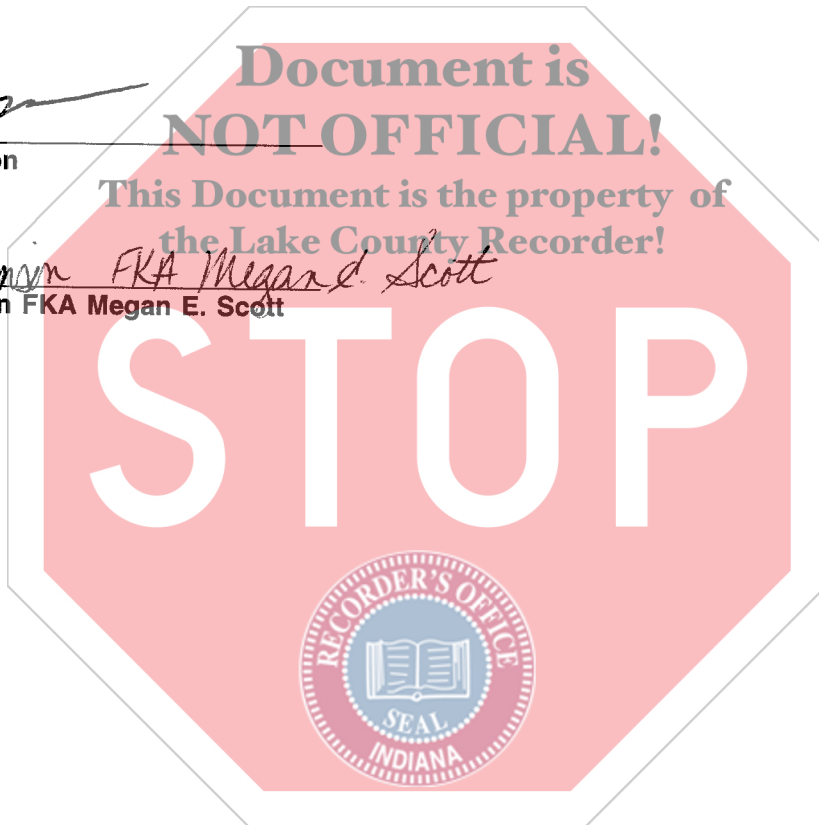 Document is
NOT OFFICIAL!
on
This Document is the property of
the Lake County Recorder!
FKA Megan E. Scott
n FKA Megan E. Scott
STOP
RECORDER'S OFFICE
SEAL
INDIANA